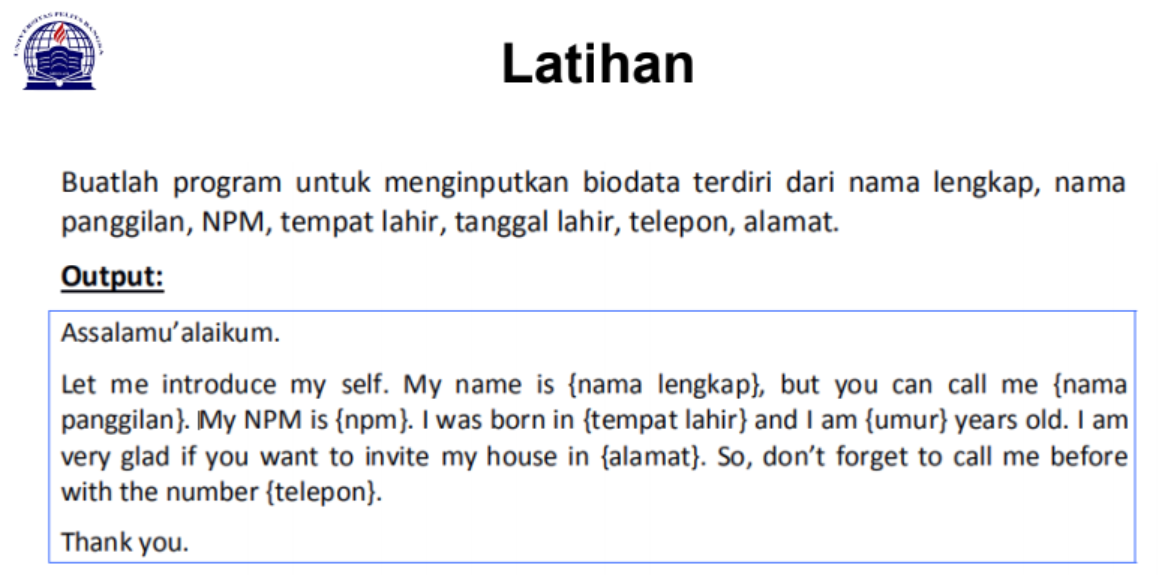 UNIVERSITAS PELITA BANGSA
Latihan
Buatlah program untuk menginputkan biodata terdiri dari nama lengkap, nama
panggilan, NPM, tempat lahir, tanggal lahir, telepon, alamat.
Output:
Assalamu’alaikum.
Let me introduce my self. My name is {nama lengkap}, but you can call me {nama
panggilan}. My NPM is {npm}. I was born in {tempat lahir} and I am {umur} years old. I am
very glad if you want to invite my house in {alamat}. So, don’t forget to call me before
with the number {telepon}.
Thank you.